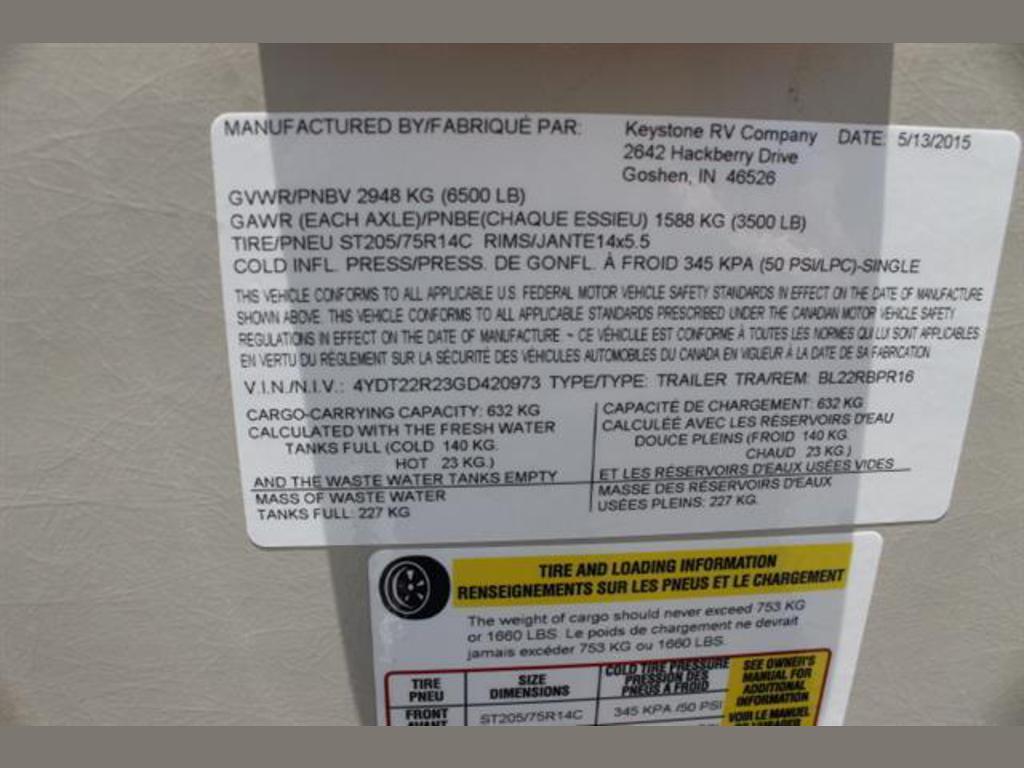 MANUFACTURED BY/FABRIQUÉ PAR: Keystone RV Company DATE: 5/13/2015
2642 Hackberry Drive
Goshen, IN 46526
GVWR/PNBV 2948 KG (6500 LB)
GAWR (EACH AXLE)/PNBE(CHAQUE ESSIEU) 1588 KG (3500 LB)
TIRE/PNEU ST205/75R14C RIMS/JANTE14x5.5
COLD INFL. PRESS/PRESS. DE GONFL. À FROID 345 KPA (50 PSI/LPC)-SINGLE
THIS VEHICLE CONFORMS TO ALL APPLICABLE U.S. FEDERAL MOTOR VEHICLE SAFETY STANDARDS IN EFFECT ON THE DATE OF MANUFACTURE
SHOWN ABOVE. THIS VEHICLE CONFORMS TO ALL APPLICABLE STANDARDS PRESCRIBED UNDER THE CANADIAN MOTOR VEHICLE SAFETY
REGULATIONS IN EFFECT ON THE DATE OF MANUFACTURE. ~ CE VÉHICULE EST CONFORME À TOUTES LES NORMES QUI LUI SONT APPLICABLES
EN VERTU DU RÉGLEMENT SUR LA SÉCURITÉ DES VÉHICULES AUTOMOBILES DU CANADA EN VIGUEUR À LA DATE DE SA FABRICATION
V.I.N./N.I.V.: 4YDT22R23GD420973 TYPE/TYPE: TRAILER TRA/REM: BL22RBPR16
CARGO-CARRYING CAPACITY: 632 KG
CALCULATED WITH THE FRESH WATER
TANKS FULL (COLD 140 KG.
HOT 23 KG.)
AND THE WASTE WATER TANKS EMPTY
MASS OF WASTE WATER
TANKS FULL: 227 KG
CAPACITÉ DE CHARGEMENT: 632 KG
CALCULÉE AVEC LES RÉSERVOIRS D'EAU
DOUCE PLEINS (FROID 140 KG.
CHAUD 23 KG.)
ET LES RÉSERVOIRS D'EAUX USÉES VIDES
MASSE DES RÉSERVOIRS D'EAUX
USÉES PLEINS: 227 KG.
TIRE AND LOADING INFORMATION
RENSEIGNEMENTS SUR LES PNEUS ET LE CHARGEMENT
The weight of cargo should never exceed 753 KG
or 1660 LBS. Le poids de chargement ne devrait
jamais excéder 753 KG ou 1660 LBS.
TIRE
PNEU
SIZE
DIMENSIONS
COLD TIRE PRESSURE
PRESSION DES
PNEUS A FROID
SEE OWNER'S
MANUAL FOR
ADDITIONAL
INFORMATION
FRONT
ST205/75R14C
345 KPA /50 PSI
VOIR LE MANUEL